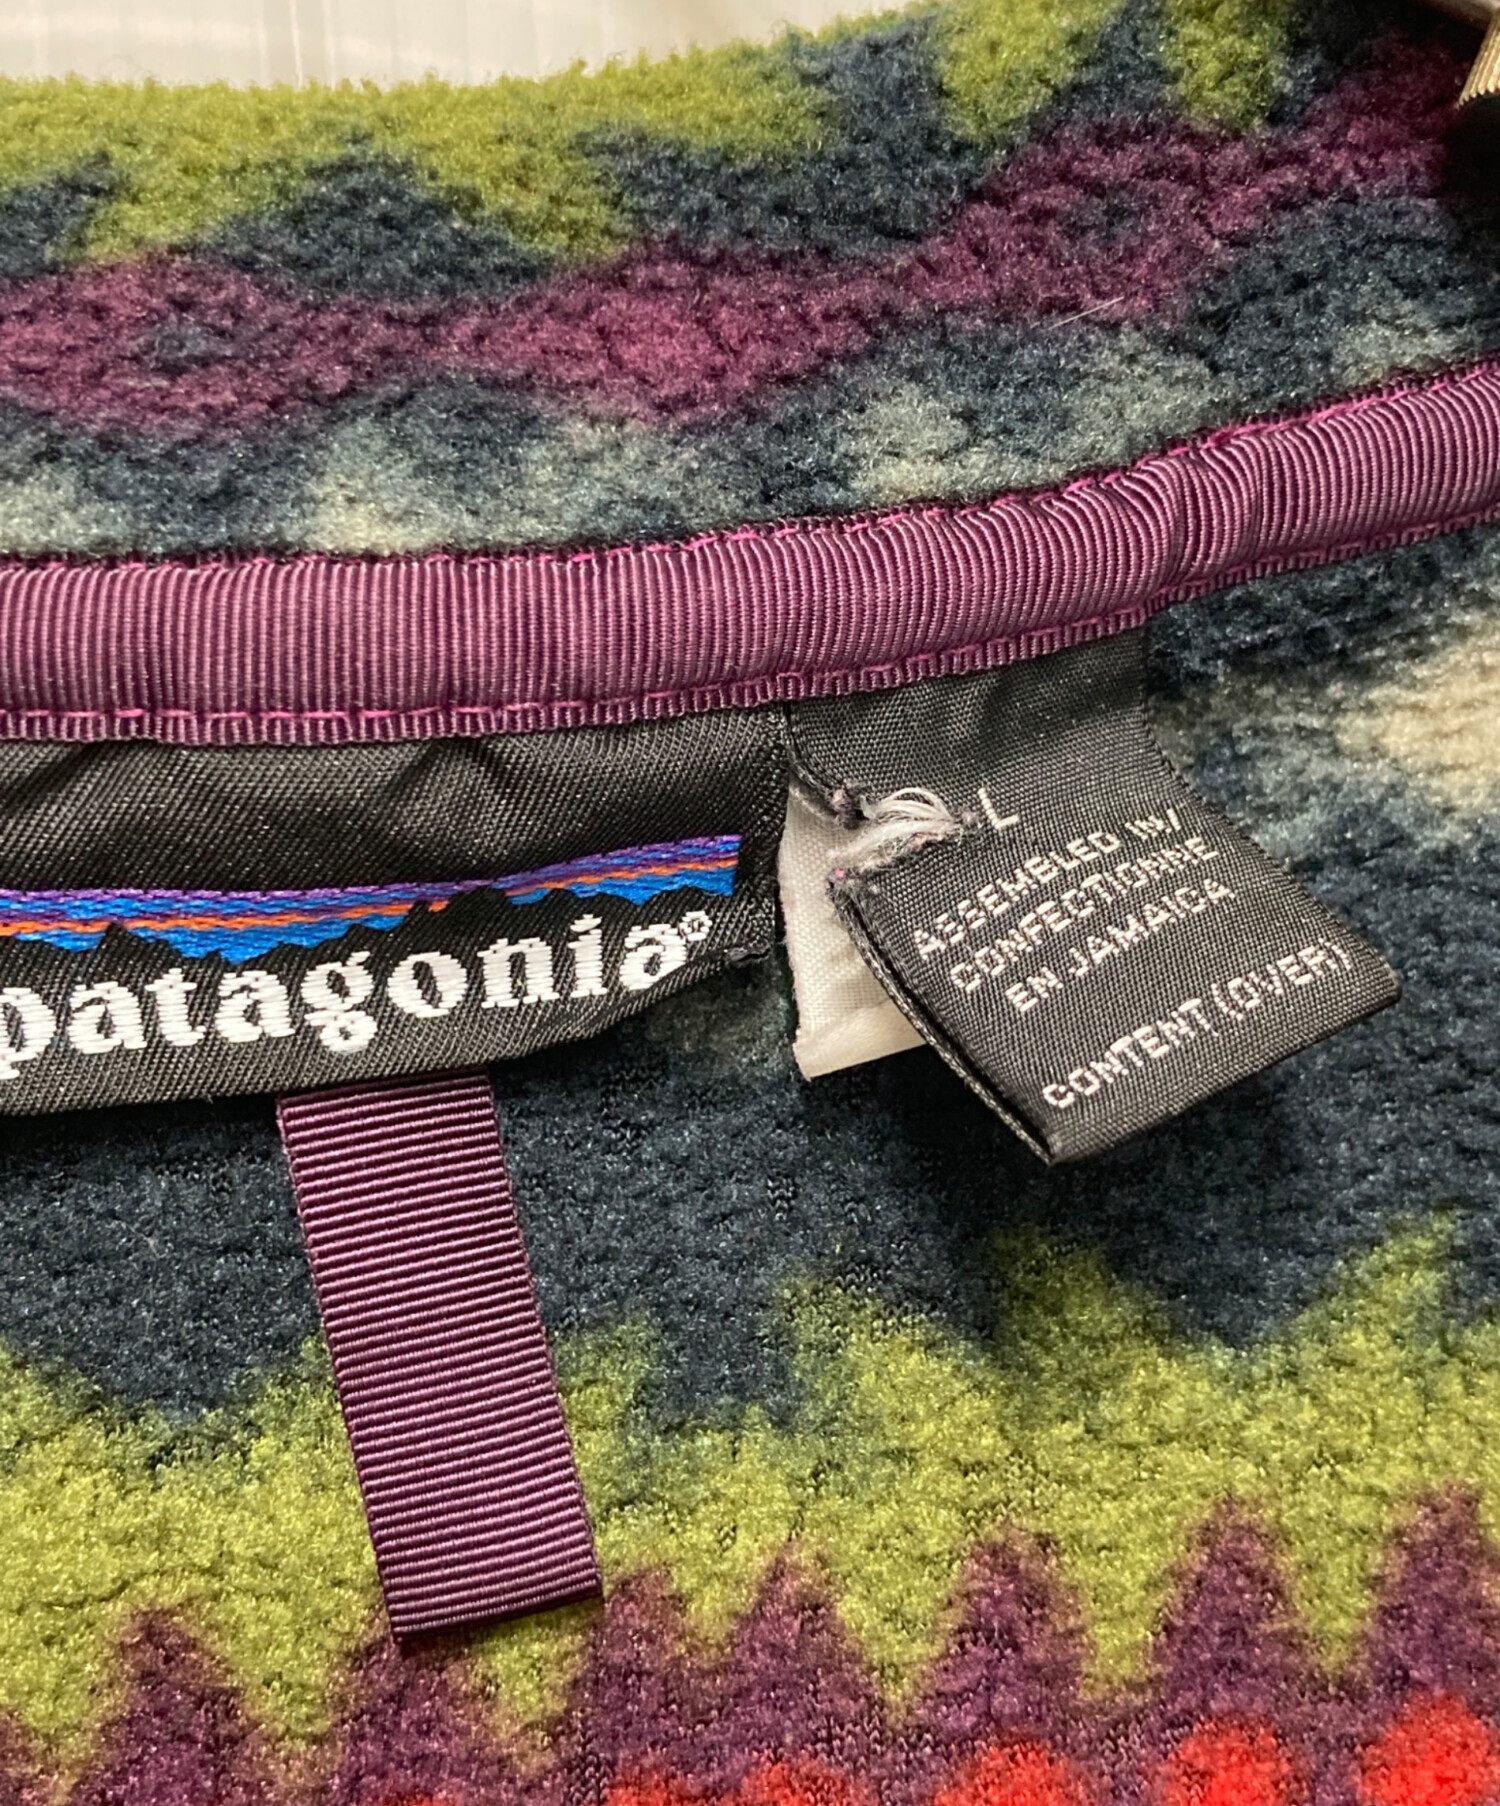 patagonia®
L
ASSEMBLED IN/
CONFECTIONNE
EN JAMAICA
CONTENT (OVER)